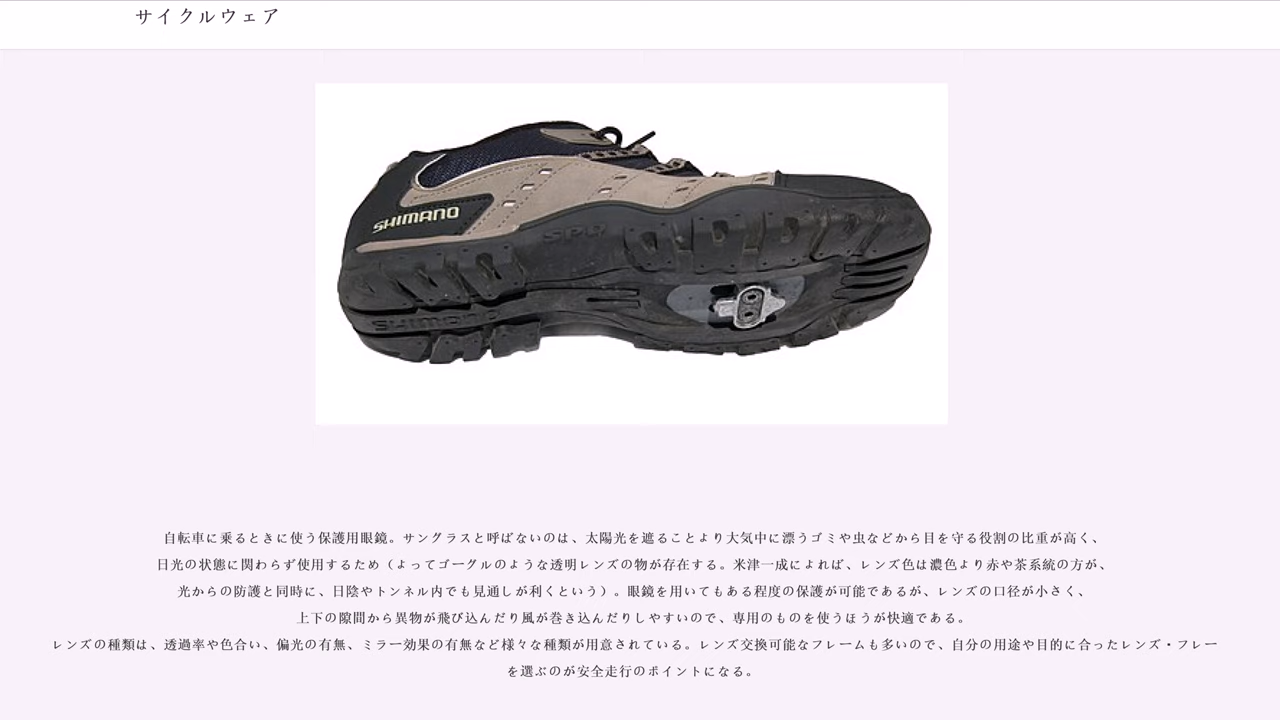 サイクルウェア
SHIMANO
SPD
SHIMANO
自転車に乗るときに使う保護用眼鏡。サングラスと呼ばないのは、太陽光を遮ることより大気中に漂うゴミや虫などから目を守る役割の比重が高く、
日光の状態に関わらず使用するため（よってゴーグルのような透明レンズの物が存在する。米津一成によれば、レンズ色は濃色より赤や茶系統の方が、
光からの防護と同時に、日陰やトンネル内でも見通しが利くという）。眼鏡を用いてもある程度の保護が可能であるが、レンズの口径が小さく、
上下の隙間から異物が飛び込んだり風が巻き込んだりしやすいので、専用のものを使うほうが快適である。
レンズの種類は、透過率や色合い、偏光の有無、ミラー効果の有無など様々な種類が用意されている。レンズ交換可能なフレームも多いので、自分の用途や目的に合ったレンズ・フレー
を選ぶのが安全走行のポイントになる。